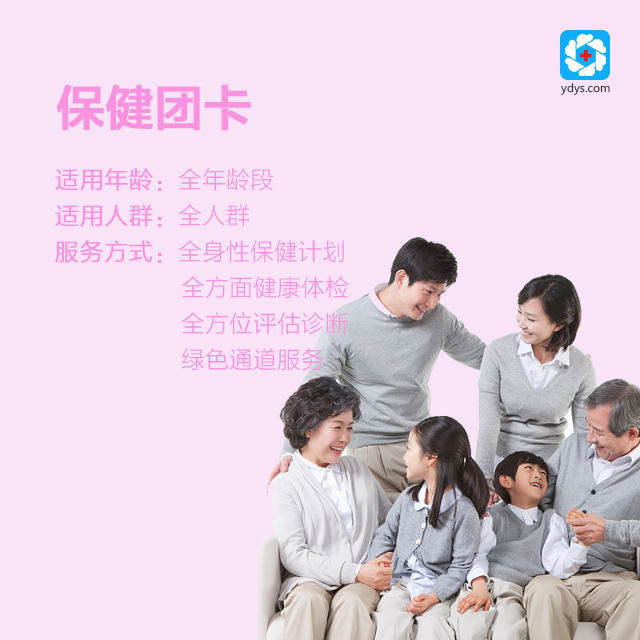 ydys.com
保健团卡
适用年龄：全年龄段
适用人群：全人群
服务方式：全身性保健计划
全方面健康体检
全方位评估诊断
绿色通道服务